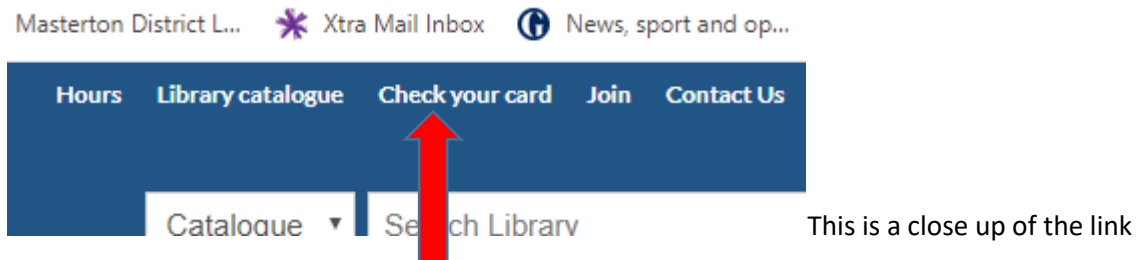 Masterton District L... Xtra Mail Inbox News, sport and op...
Hours Library catalogue Check your card Join Contact Us
Catalogue Search Library
This is a close up of the link